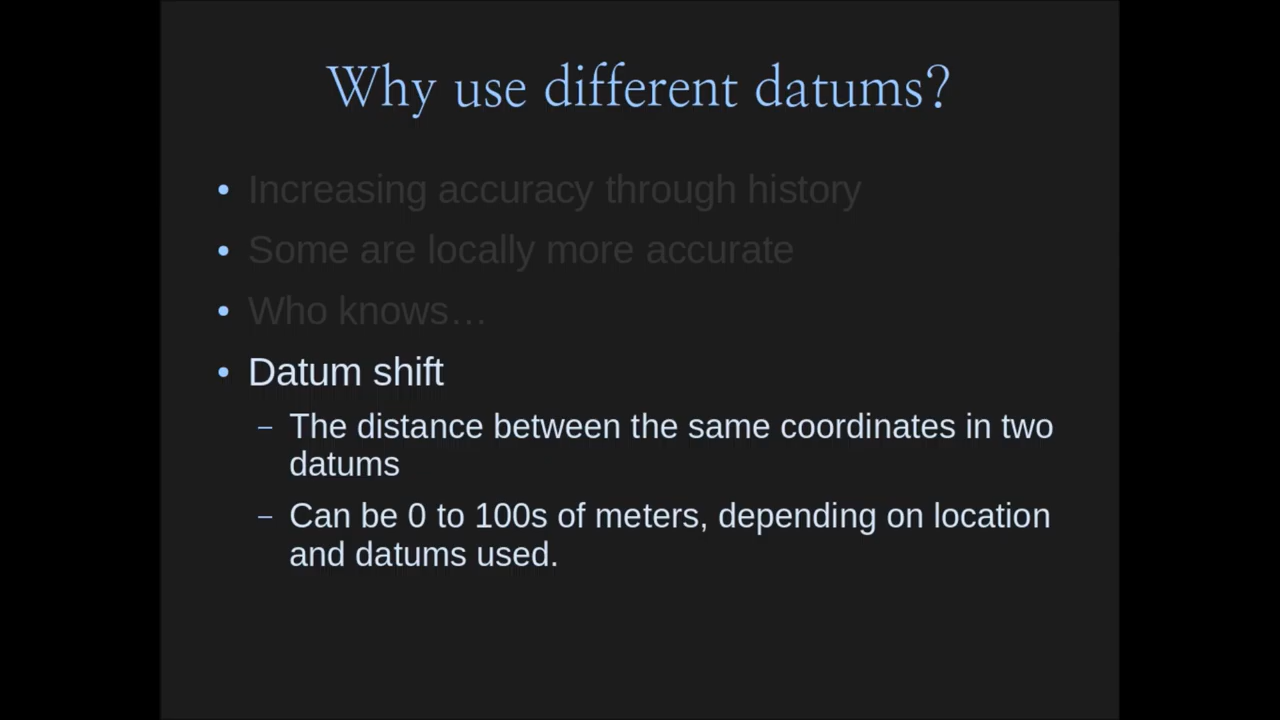 Why use different datums?
• Increasing accuracy through history
• Some are locally more accurate
• Who knows…
• Datum shift
– The distance between the same coordinates in two
datums
– Can be 0 to 100s of meters, depending on location
and datums used.